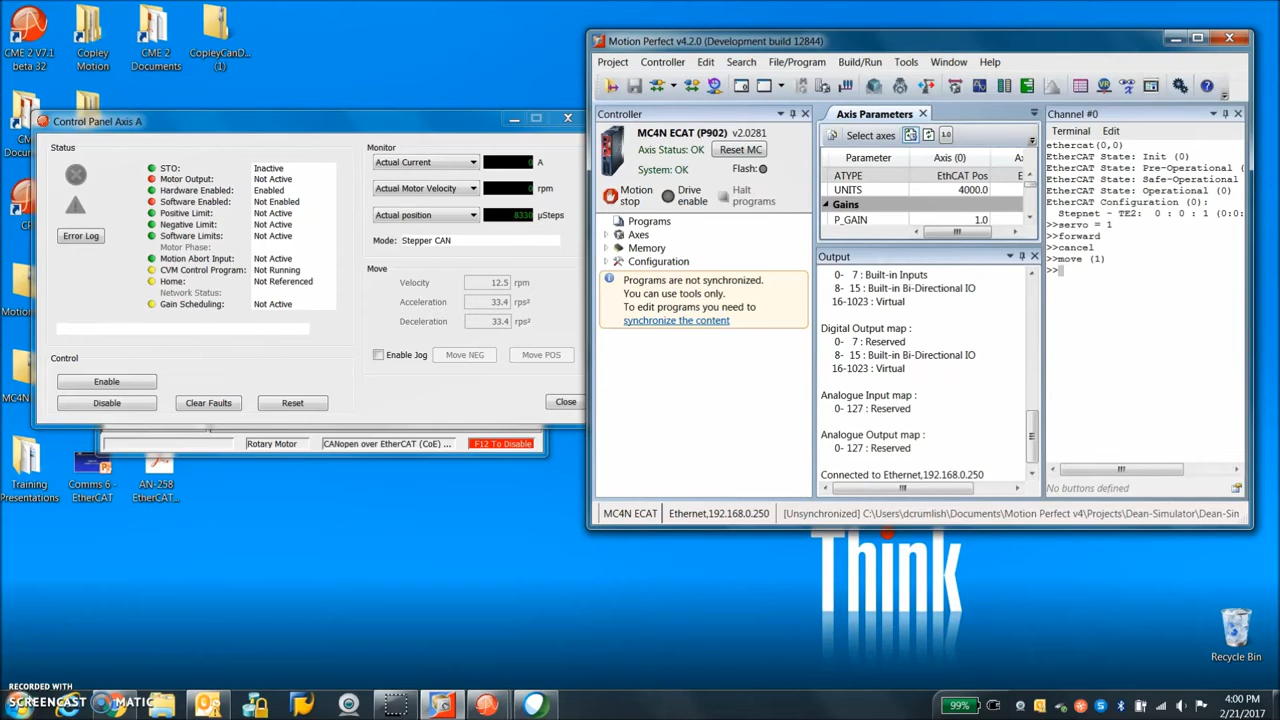 CME 2 V7.1
beta 32
Copley
Motion
CME 2
Documents
CopleyCanD...
(1)
Control Panel Axis A
Status
STO: Inactive
Motor Output: Not Active
Hardware Enabled: Enabled
Software Enabled: Not Enabled
Positive Limit: Not Active
Negative Limit: Not Active
Software Limits: Not Active
Motor Phase:
Motion Abort Input: Not Active
CVM Control Program: Not Running
Home: Not Referenced
Network Status:
Gain Scheduling: Not Active
Error Log
Control
Enable
Disable
Clear Faults
Reset
Monitor
Actual Current 0 A
Actual Motor Velocity 0 rpm
Actual position 8330 µSteps
Mode: Stepper CAN
Move
Velocity 12.5 rpm
Acceleration 33.4 rps²
Deceleration 33.4 rps²
Enable Jog Move NEG Move POS
Close
Rotary Motor CANopen over EtherCAT (CoE) ... F12 To Disable
Training
Presentations
Comms 6 -
EtherCAT
AN-258
EtherCAT...
Motion Perfect v4.2.0 (Development build 12844)
Project Controller Edit Search File/Program Build/Run Tools Window Help
Controller
MC4N ECAT (P902) v2.0281
Axis Status: OK Reset MC
System: OK Flash:
Motion
stop
Drive
enable
Halt
programs
Programs
Axes
Memory
Configuration
Programs are not synchronized.
You can use tools only.
To edit programs you need to
synchronize the content
Axis Parameters
Select axes 1.0
Parameter Axis (0)
ATYPE EthCAT Pos
UNITS 4000.0
Gains
P_GAIN 1.0
Output
0- 7 : Built-in Inputs
8- 15 : Built-in Bi-Directional IO
16-1023 : Virtual
Digital Output map :
0- 7 : Reserved
8- 15 : Built-in Bi-Directional IO
16-1023 : Virtual
Analogue Input map :
0- 127 : Reserved
Analogue Output map :
0- 127 : Reserved
Connected to Ethernet,192.168.0.250
Channel #0
Terminal Edit
ethercat(0,0)
EtherCAT State: Init (0)
EtherCAT State: Pre-Operational (
EtherCAT State: Safe-Operational (
EtherCAT State: Operational (0)
EtherCAT Configuration (0):
Stepnet - TE2: 0 : 0 : 1 (0:0:
>>servo = 1
>>forward
>>cancel
>>move (1)
>>
No buttons defined
MC4N ECAT Ethernet,192.168.0.250 [Unsynchronized] C:\Users\dcrumlish\Documents\Motion Perfect v4\Projects\Dean-Simulator\Dean-Sin
Think
Recycle Bin
RECORDED WITH
SCREENCAST MATIC
99%
4:00 PM
2/21/2017